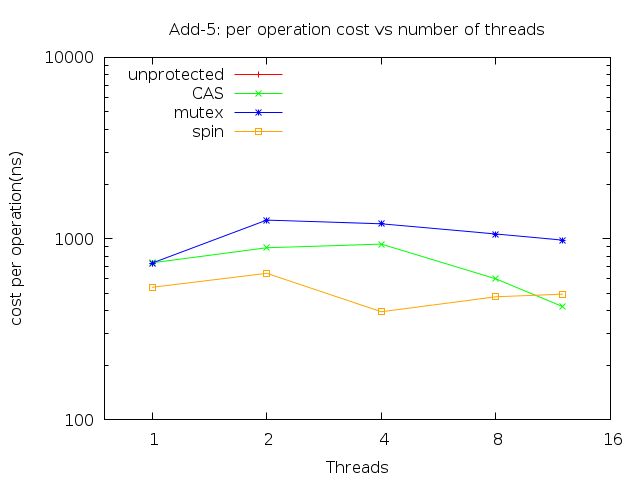 Add-5: per operation cost vs number of threads
10000
1000
100
cost per operation(ns)
unprotected
CAS
mutex
spin
1 2 4 8 16
Threads